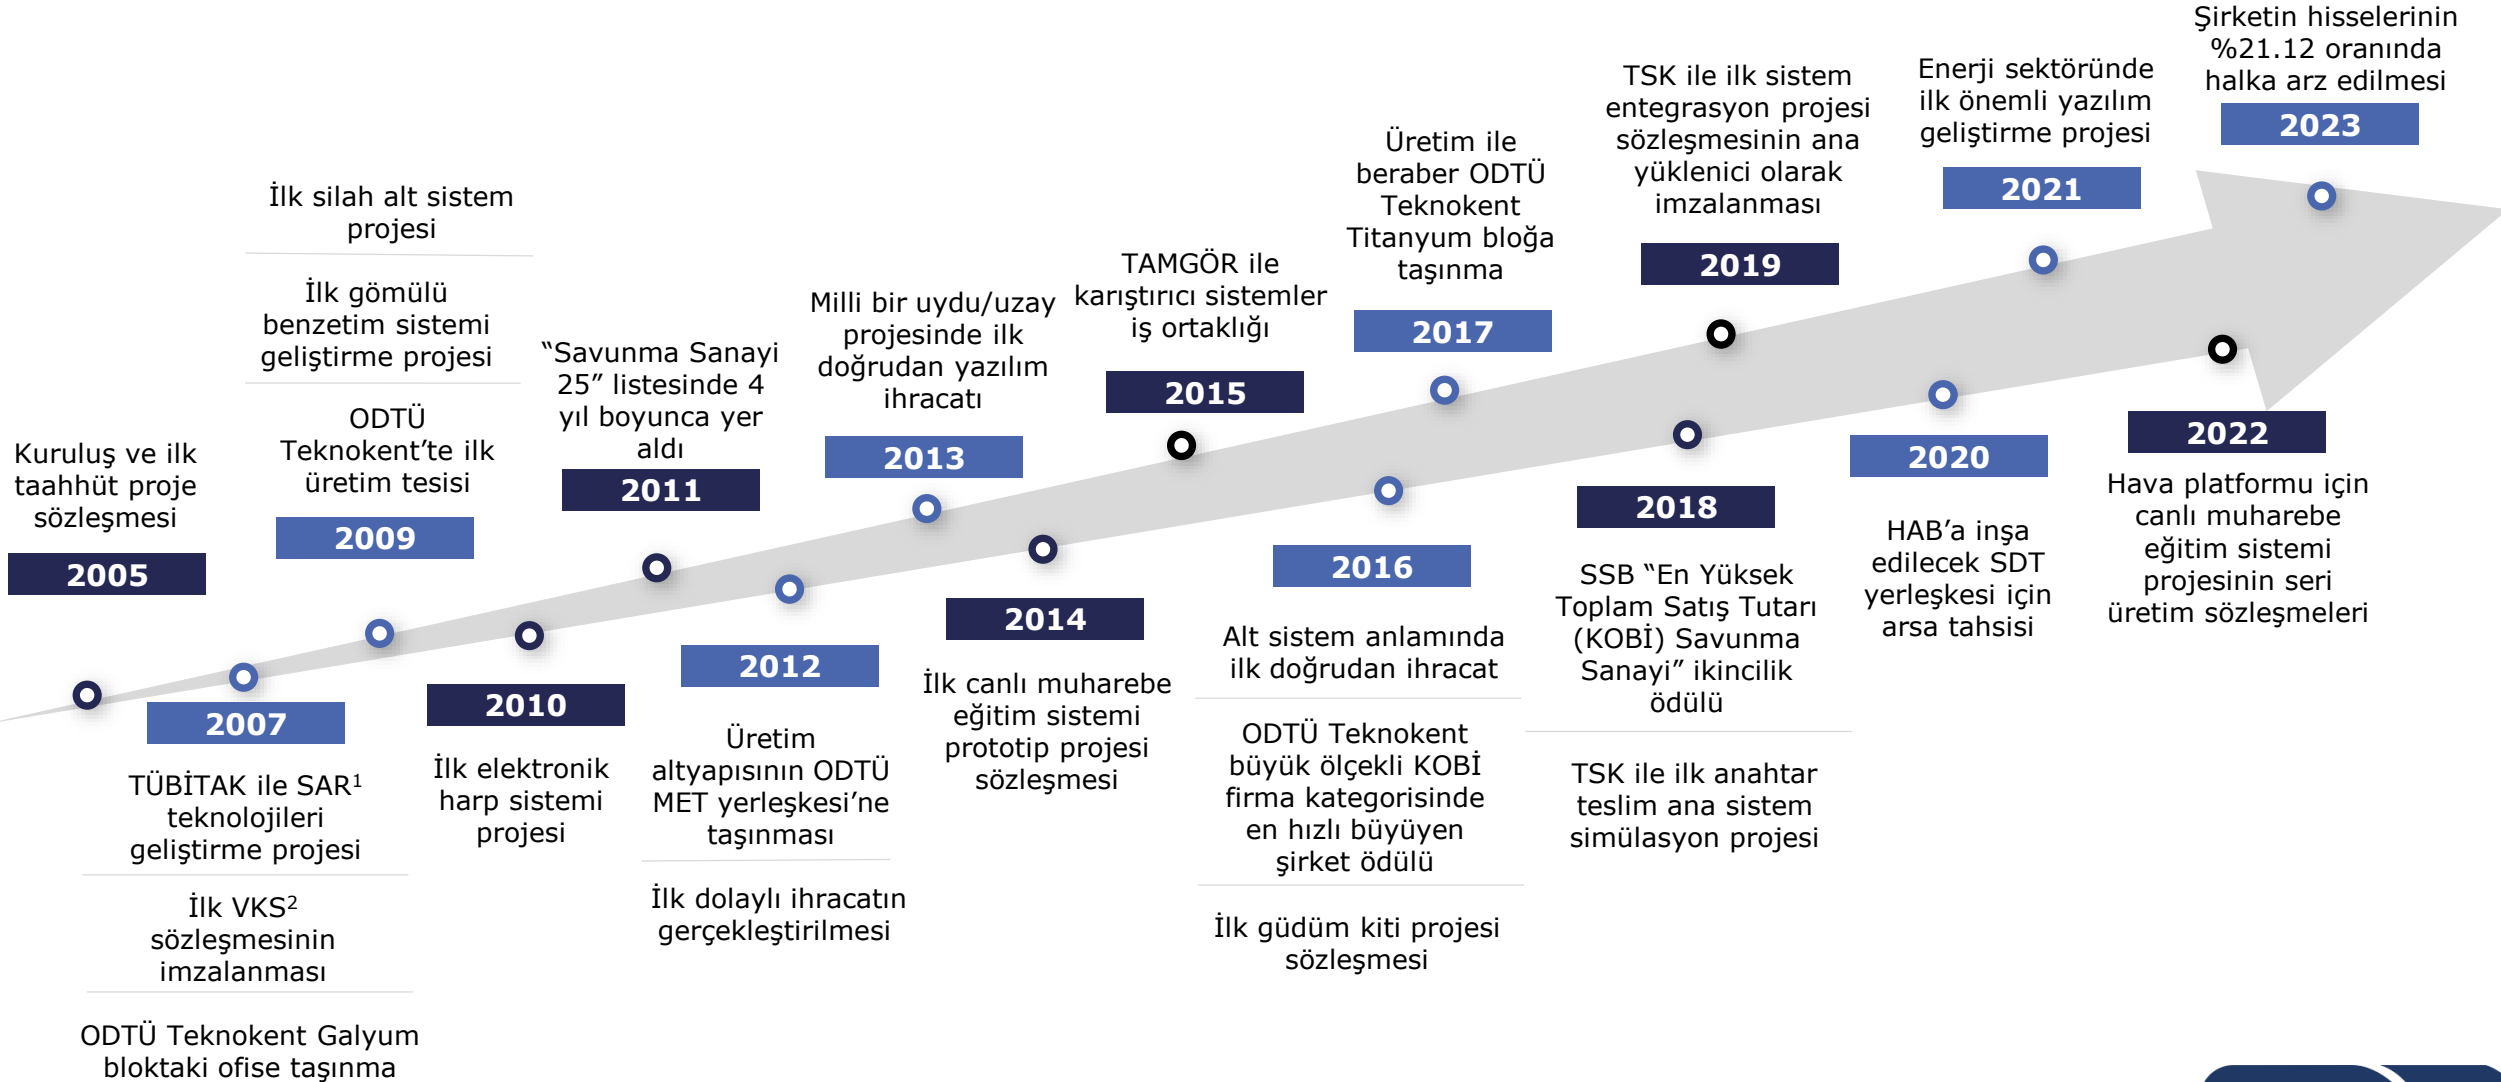 Kuruluş ve ilk
taahhüt proje
sözleşmesi
2005
2007
TÜBİTAK ile SAR¹
teknolojileri
geliştirme projesi
İlk VKS²
sözleşmesinin
imzalanması
ODTÜ Teknokent Galyum
bloktaki ofise taşınma
İlk silah alt sistem
projesi
İlk gömülü
benzetim sistemi
geliştirme projesi
ODTÜ
Teknokent’te ilk
üretim tesisi
2009
2010
İlk elektronik
harp sistemi
projesi
“Savunma Sanayi
25” listesinde 4
yıl boyunca yer
aldı
2011
2012
Üretim
altyapısının ODTÜ
MET yerleşkesi’ne
taşınması
İlk dolaylı ihracatın
gerçekleştirilmesi
Milli bir uydu/uzay
projesinde ilk
doğrudan yazılım
ihracatı
2013
2014
İlk canlı muharebe
eğitim sistemi
prototip projesi
sözleşmesi
TAMGÖR ile
karıştırıcı sistemler
iş ortaklığı
2015
2016
Alt sistem anlamında
ilk doğrudan ihracat
ODTÜ Teknokent
büyük ölçekli KOBİ
firma kategorisinde
en hızlı büyüyen
şirket ödülü
İlk güdüm kiti projesi
sözleşmesi
Üretim ile
beraber ODTÜ
Teknokent
Titanyum bloğa
taşınma
2017
2018
SSB “En Yüksek
Toplam Satış Tutarı
(KOBİ) Savunma
Sanayi” ikincilik
ödülü
TSK ile ilk anahtar
teslim ana sistem
simülasyon projesi
TSK ile ilk sistem
entegrasyon projesi
sözleşmesinin ana
yüklenici olarak
imzalanması
2019
2020
HAB’a inşa
edilecek SDT
yerleşkesi için
arsa tahsisi
Enerji sektöründe
ilk önemli yazılım
geliştirme projesi
2021
2022
Hava platformu için
canlı muharebe
eğitim sistemi
projesinin seri
üretim sözleşmeleri
Şirketin hisselerinin
%21.12 oranında
halka arz edilmesi
2023